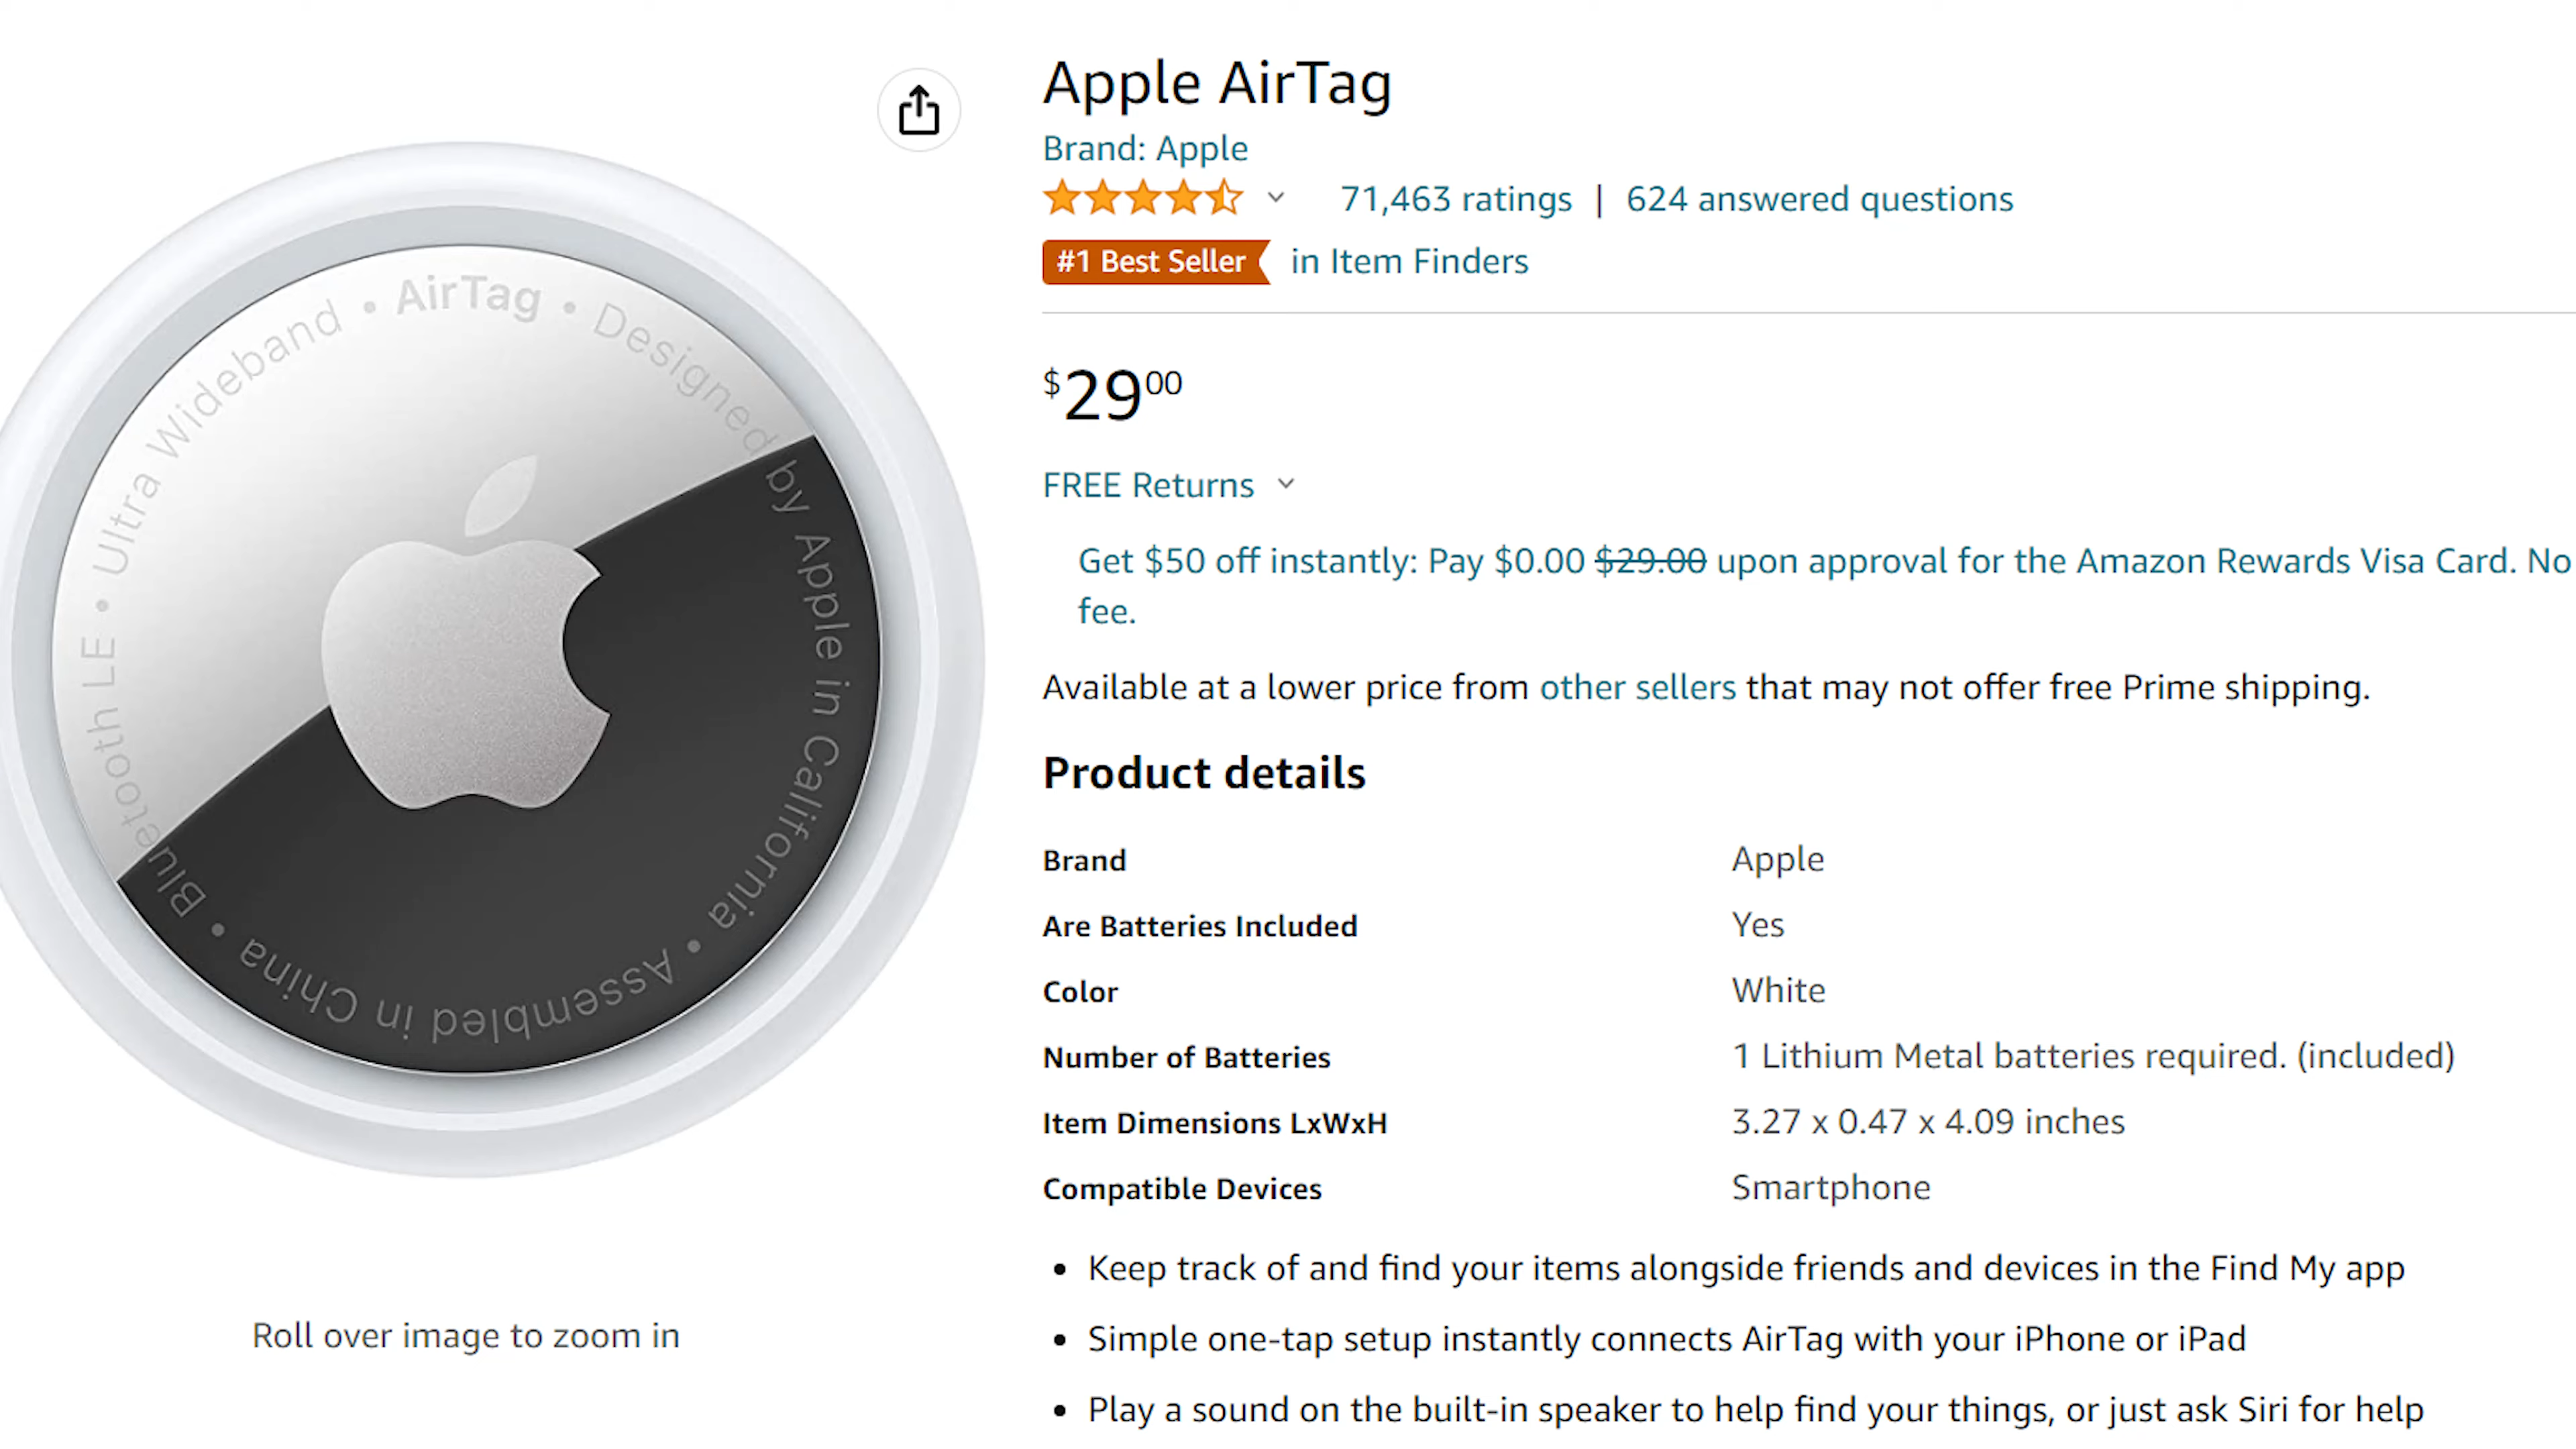 Apple AirTag
Brand: Apple
71,463 ratings | 624 answered questions
#1 Best Seller in Item Finders
$29.00
FREE Returns
Get $50 off instantly: Pay $0.00 $29.00 upon approval for the Amazon Rewards Visa Card. No
fee.
Available at a lower price from other sellers that may not offer free Prime shipping.
Product details
Brand Apple
Are Batteries Included Yes
Color White
Number of Batteries 1 Lithium Metal batteries required. (included)
Item Dimensions LxWxH 3.27 x 0.47 x 4.09 inches
Compatible Devices Smartphone
• Keep track of and find your items alongside friends and devices in the Find My app
• Simple one-tap setup instantly connects AirTag with your iPhone or iPad
• Play a sound on the built-in speaker to help find your things, or just ask Siri for help
AirTag • Designed by Apple in California • Assembled in China • Bluetooth LE • Ultra Wideband •
Roll over image to zoom in